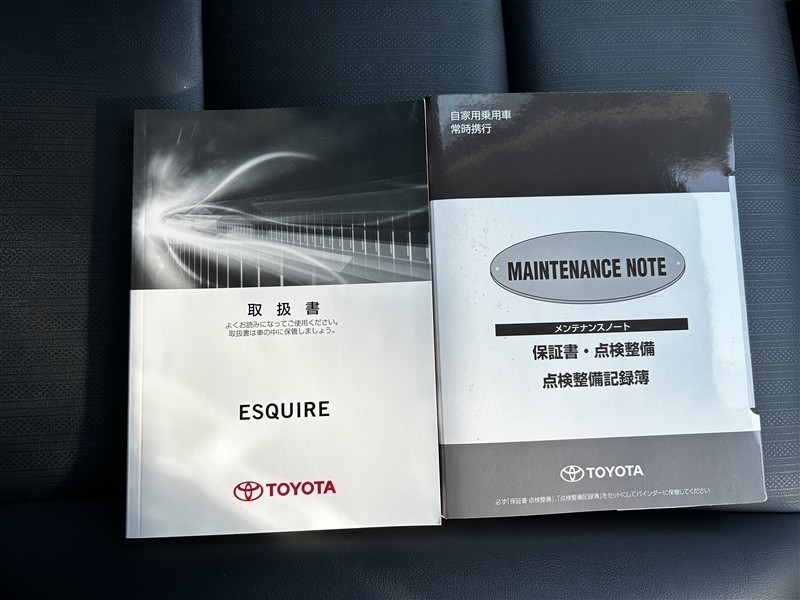 取扱書
よくお読みになってご使用ください。
取扱書は車の中に保管しましょう。
ESQUIRE
TOYOTA
自家用乗用車
常時携行
MAINTENANCE NOTE
メンテナンスノート
保証書・点検整備
点検整備記録簿
TOYOTA
必ず「保証書・点検整備」、「点検整備記録簿」をセットにしてバインダーに保管してください